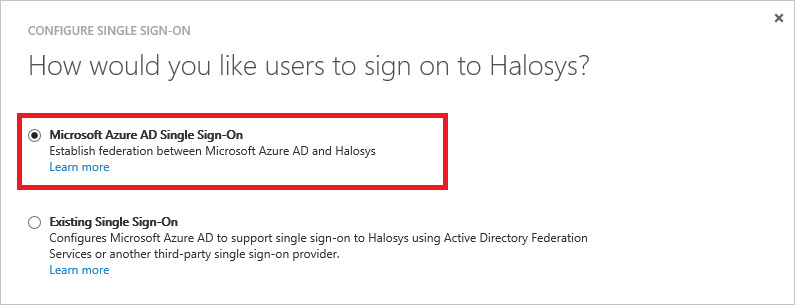 CONFIGURE SINGLE SIGN-ON
How would you like users to sign on to Halosys?
Microsoft Azure AD Single Sign-On
Establish federation between Microsoft Azure AD and Halosys
Learn more
Existing Single Sign-On
Configures Microsoft Azure AD to support single sign-on to Halosys using Active Directory Federation
Services or another third-party single sign-on provider.
Learn more